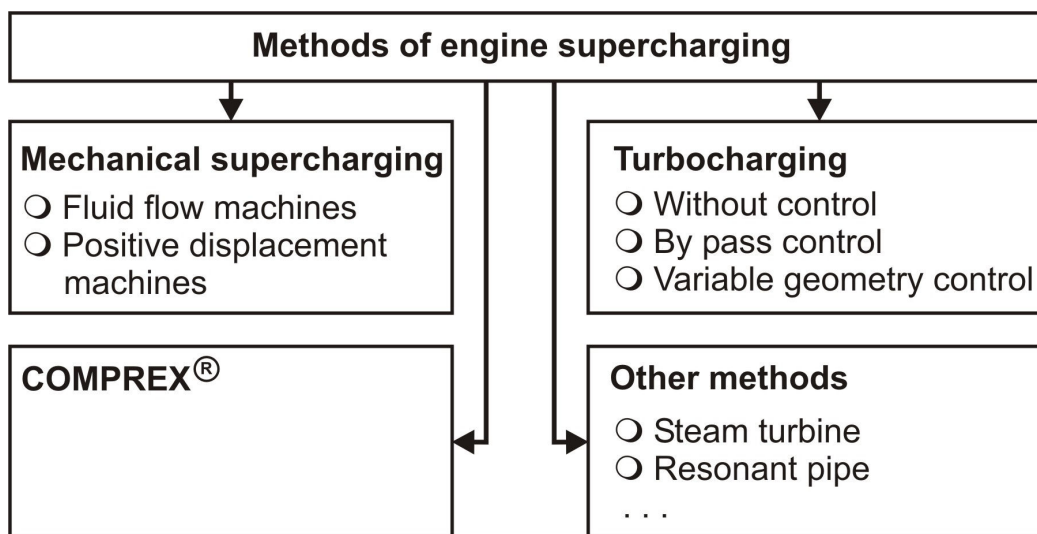 Methods of engine supercharging
Mechanical supercharging
❍ Fluid flow machines
❍ Positive displacement
machines
Turbocharging
❍ Without control
❍ By pass control
❍ Variable geometry control
COMPREX®
Other methods
❍ Steam turbine
❍ Resonant pipe
. . .